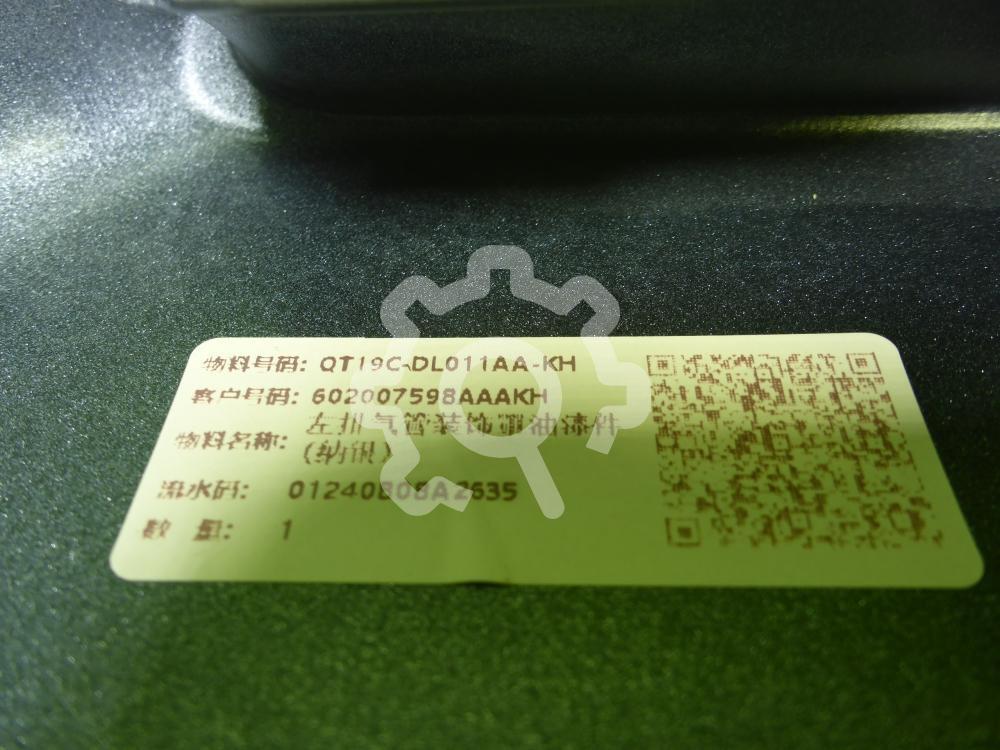 物料号码: QT19C-DL011AA-KH
客户号码: 602007598AAAKH
物料名称: 左排气管装饰罩油漆件
(纳银)
流水码: 2635
数 量: 1